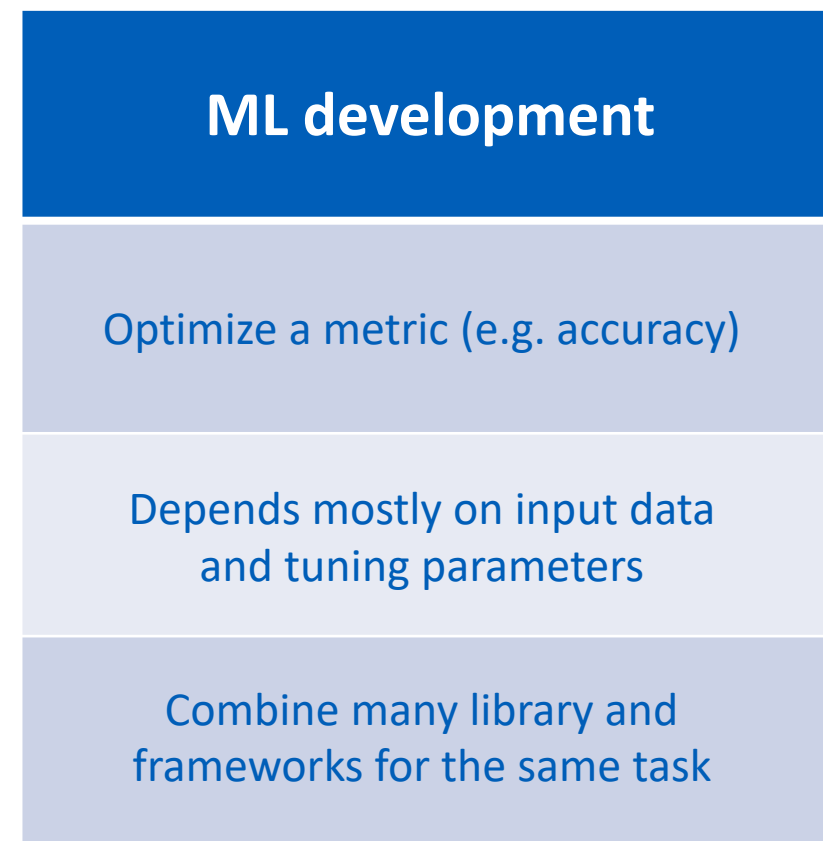 ML development
Optimize a metric (e.g. accuracy)
Depends mostly on input data
and tuning parameters
Combine many library and
frameworks for the same task